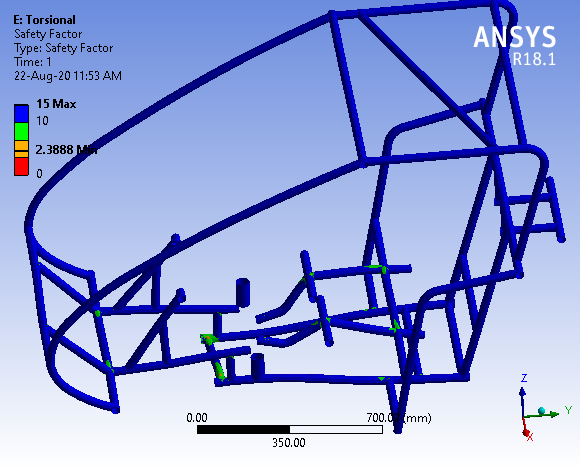 E: Torsional
Safety Factor
Type: Safety Factor
Time: 1
22-Aug-20 11:53 AM
ANSYS
R18.1
15 Max
10
2.3888 Min
0
0.00
700.00 (mm)
350.00
Z
Y
X